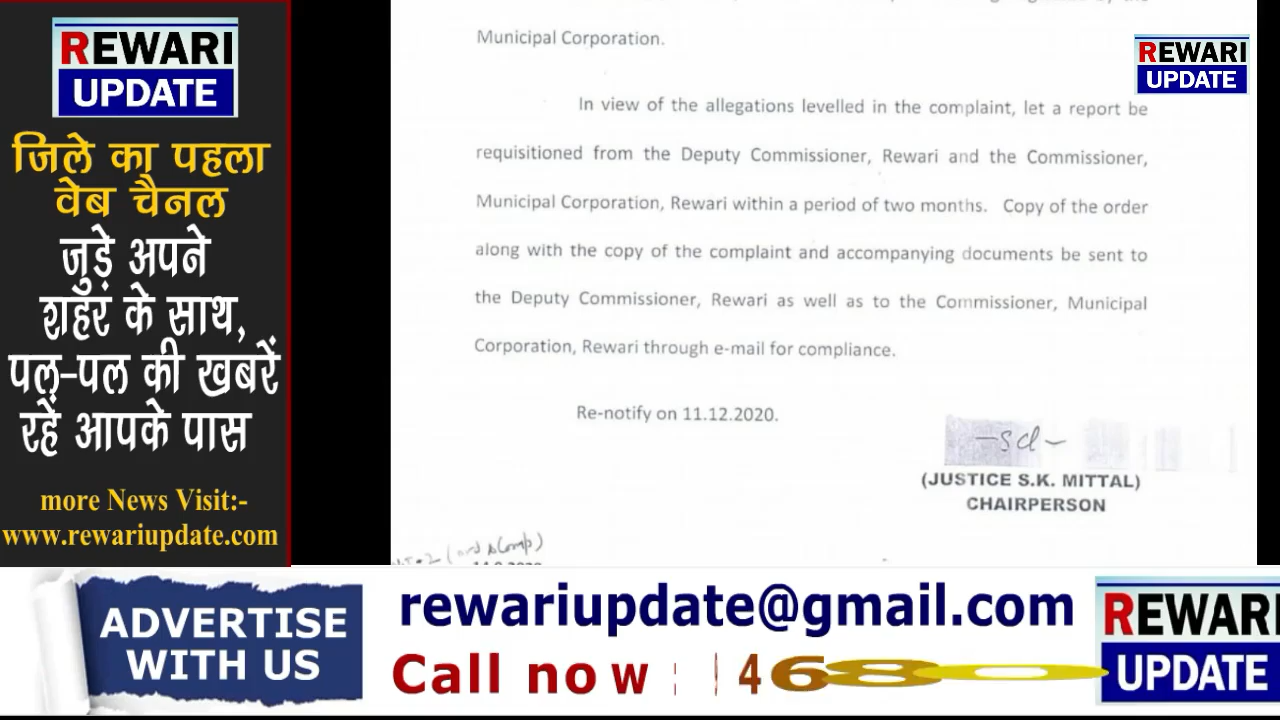 REWARI
UPDATE
जिले का पहला
वेब चैनल
जुड़े अपने
शहर के साथ,
पल-पल की खबरें
रहें आपके पास
more News Visit:-
www.rewariupdate.com
Municipal Corporation.
In view of the allegations levelled in the complaint, let a report be
requisitioned from the Deputy Commissioner, Rewari and the Commissioner,
Municipal Corporation, Rewari within a period of two months. Copy of the order
along with the copy of the complaint and accompanying documents be sent to
the Deputy Commissioner, Rewari as well as to the Commissioner, Municipal
Corporation, Rewari through e-mail for compliance.
Re-notify on 11.12.2020.
-sd-
(JUSTICE S.K. MITTAL)
CHAIRPERSON
REWARI
UPDATE
ADVERTISE
WITH US
rewariupdate@gmail.com
Call now : 468
REWARI
UPDATE